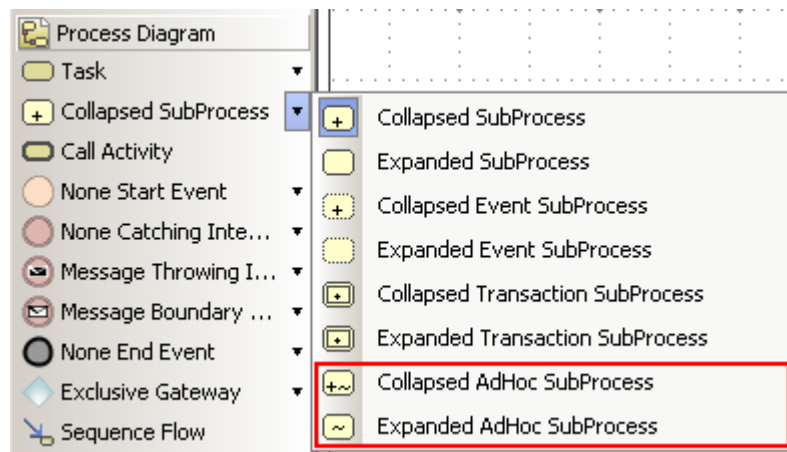 Process Diagram
Task
Collapsed SubProcess
Call Activity
None Start Event
None Catching Inte...
Message Throwing I...
Message Boundary ...
None End Event
Exclusive Gateway
Sequence Flow
Collapsed SubProcess
Expanded SubProcess
Collapsed Event SubProcess
Expanded Event SubProcess
Collapsed Transaction SubProcess
Expanded Transaction SubProcess
Collapsed AdHoc SubProcess
Expanded AdHoc SubProcess